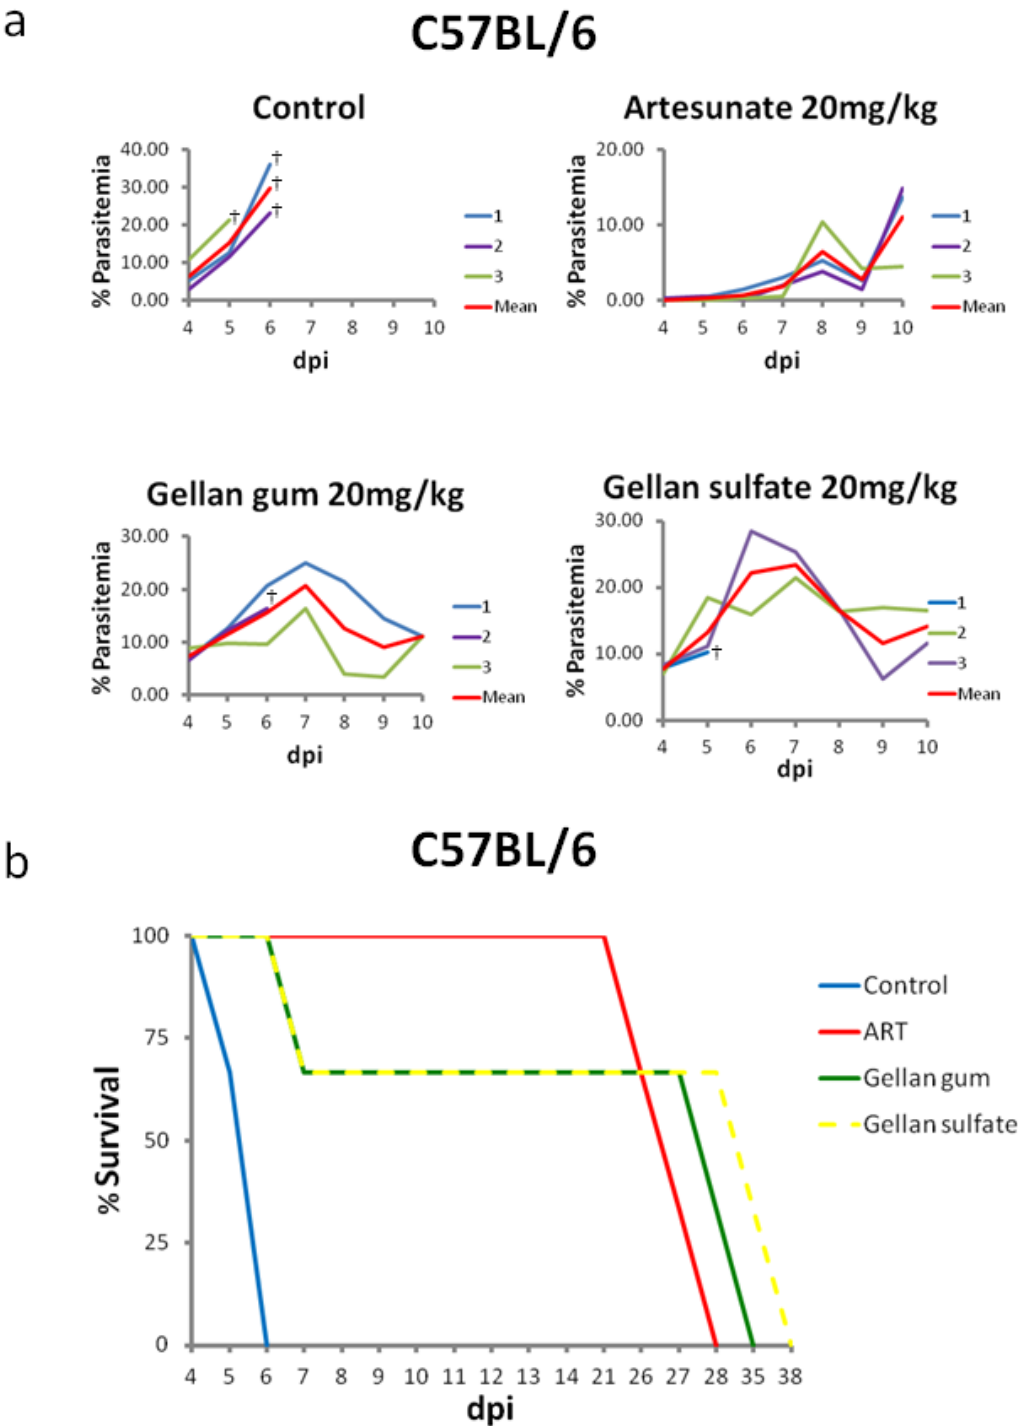 a
C57BL/6
Control
% Parasitemia
40.00
30.00
20.00
10.00
0.00
4 5 6 7 8 9 10
dpi
†
†
†
†
1
2
3
Mean
Artesunate 20mg/kg
% Parasitemia
20.00
10.00
0.00
4 5 6 7 8 9 10
dpi
1
2
3
Mean
Gellan gum 20mg/kg
% Parasitemia
30.00
20.00
10.00
0.00
4 5 6 7 8 9 10
dpi
†
1
2
3
Mean
Gellan sulfate 20mg/kg
% Parasitemia
30.00
20.00
10.00
0.00
4 5 6 7 8 9 10
dpi
†
1
2
3
Mean
b
C57BL/6
% Survival
100
75
50
25
0
4 5 6 7 8 9 10 11 12 13 14 21 26 27 28 35 38
dpi
Control
ART
Gellan gum
Gellan sulfate